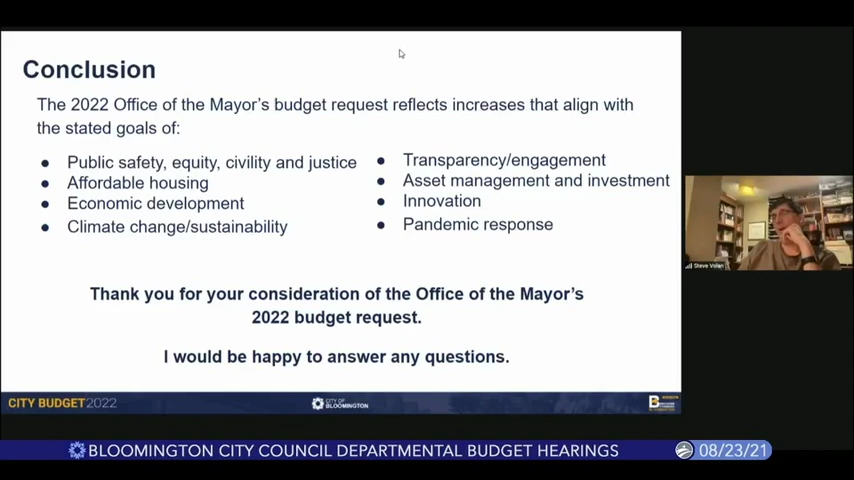 Conclusion
The 2022 Office of the Mayor's budget request reflects increases that align with
the stated goals of:
● Public safety, equity, civility and justice
● Affordable housing
● Economic development
● Climate change/sustainability
● Transparency/engagement
● Asset management and investment
● Innovation
● Pandemic response
Thank you for your consideration of the Office of the Mayor's
2022 budget request.
I would be happy to answer any questions.
CITY BUDGET2022
CITY OF
BLOOMINGTON
Steve Volan
BLOOMINGTON CITY COUNCIL DEPARTMENTAL BUDGET HEARINGS
08/23/21